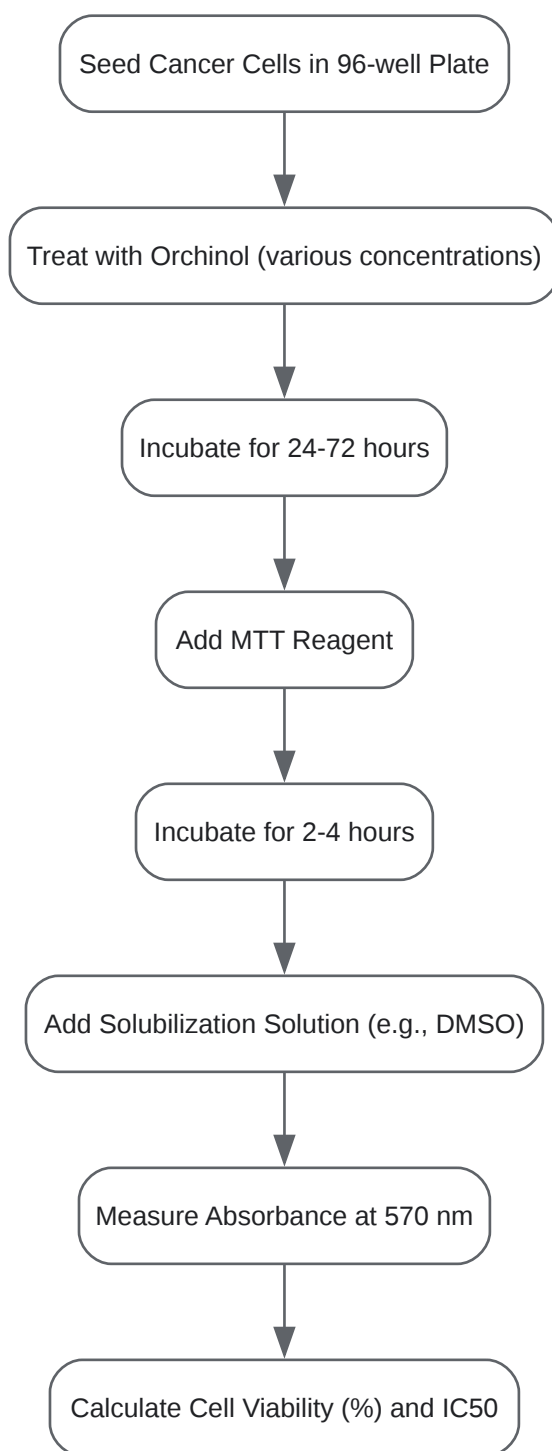 Seed Cancer Cells in 96-well Plate
Treat with Orchinol (various concentrations)
Incubate for 24-72 hours
Add MTT Reagent
Incubate for 2-4 hours
Add Solubilization Solution (e.g., DMSO)
Measure Absorbance at 570 nm
Calculate Cell Viability (%) and IC50